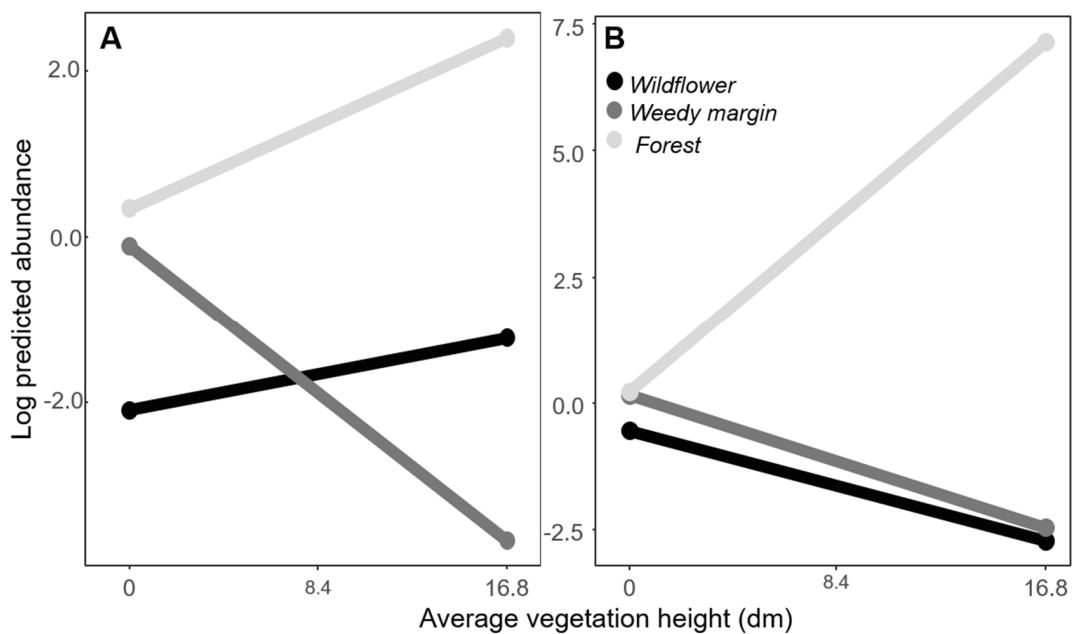 A
2.0
0.0
-2.0
Log predicted abundance
0
8.4
16.8
B
7.5
5.0
2.5
0.0
-2.5
Wildflower
Weedy margin
Forest
0
8.4
16.8
Average vegetation height (dm)